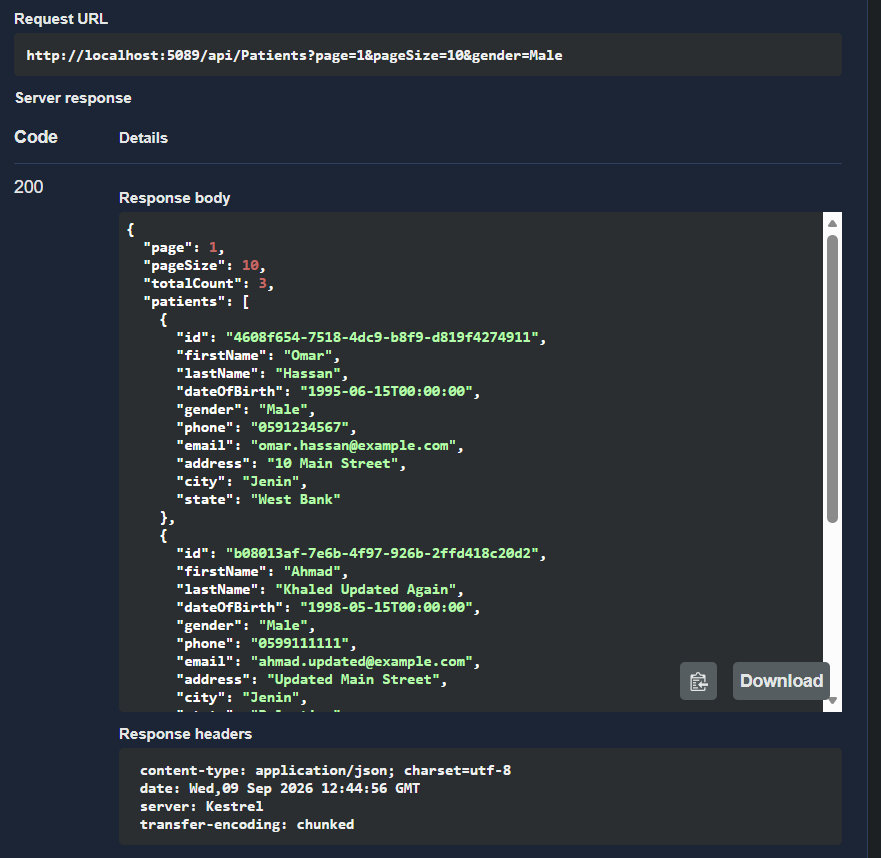 Request URL
http://localhost:5089/api/Patients?page=1&pageSize=10&gender=Male
Server response
Code Details
200
Response body
{
  "page": 1,
  "pageSize": 10,
  "totalCount": 3,
  "patients": [
    {
      "id": "4608f654-7518-4dc9-b8f9-d819f4274911",
      "firstName": "Omar",
      "lastName": "Hassan",
      "dateOfBirth": "1995-06-15T00:00:00",
      "gender": "Male",
      "phone": "0591234567",
      "email": "omar.hassan@example.com",
      "address": "10 Main Street",
      "city": "Jenin",
      "state": "West Bank"
    },
    {
      "id": "b08013af-7e6b-4f97-926b-2ffd418c20d2",
      "firstName": "Ahmad",
      "lastName": "Khaled Updated Again",
      "dateOfBirth": "1998-05-15T00:00:00",
      "gender": "Male",
      "phone": "0599111111",
      "email": "ahmad.updated@example.com",
      "address": "Updated Main Street",
      "city": "Jenin",
Download
Response headers
content-type: application/json; charset=utf-8
date: Wed,09 Sep 2026 12:44:56 GMT
server: Kestrel
transfer-encoding: chunked